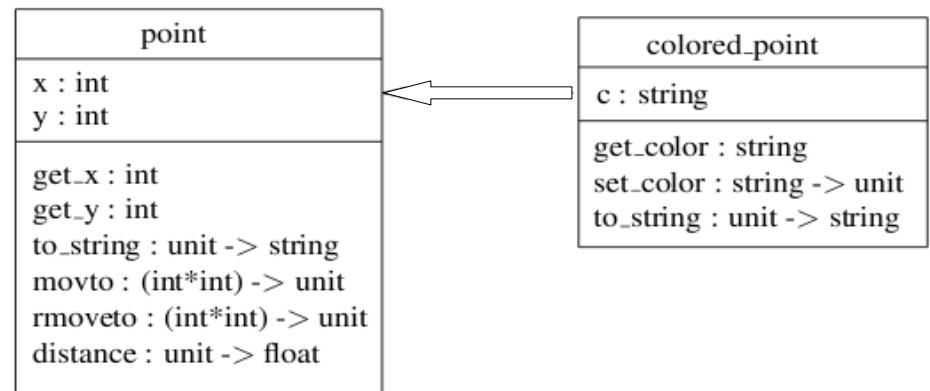 point
x : int
y : int
get_x : int
get_y : int
to_string : unit -> string
movto : (int*int) -> unit
rmoveto : (int*int) -> unit
distance : unit -> float
colored_point
c : string
get_color : string
set_color : string -> unit
to_string : unit -> string